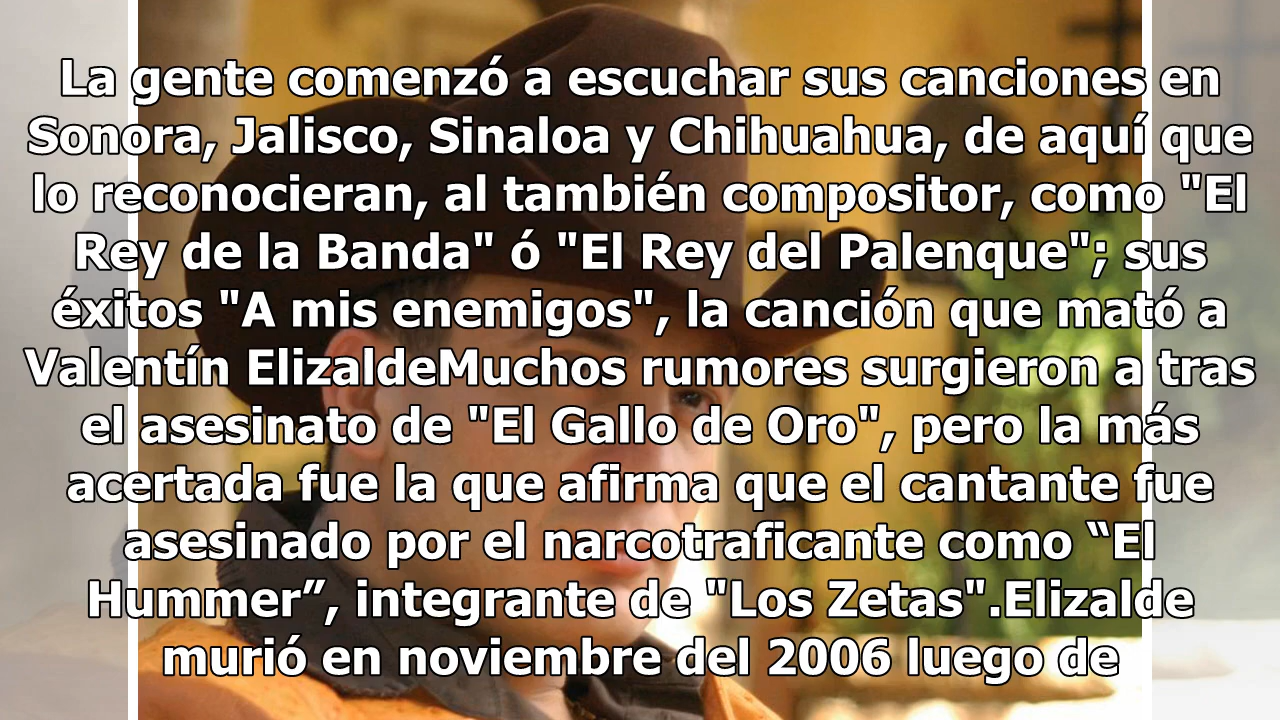 La gente comenzó a escuchar sus canciones en
Sonora, Jalisco, Sinaloa y Chihuahua, de aquí que
lo reconocieran, al también compositor, como "El
Rey de la Banda" ó "El Rey del Palenque"; sus
éxitos "A mis enemigos", la canción que mató a
Valentín ElizaldeMuchos rumores surgieron a tras
el asesinato de "El Gallo de Oro", pero la más
acertada fue la que afirma que el cantante fue
asesinado por el narcotraficante como “El
Hummer”, integrante de "Los Zetas".Elizalde
murió en noviembre del 2006 luego de